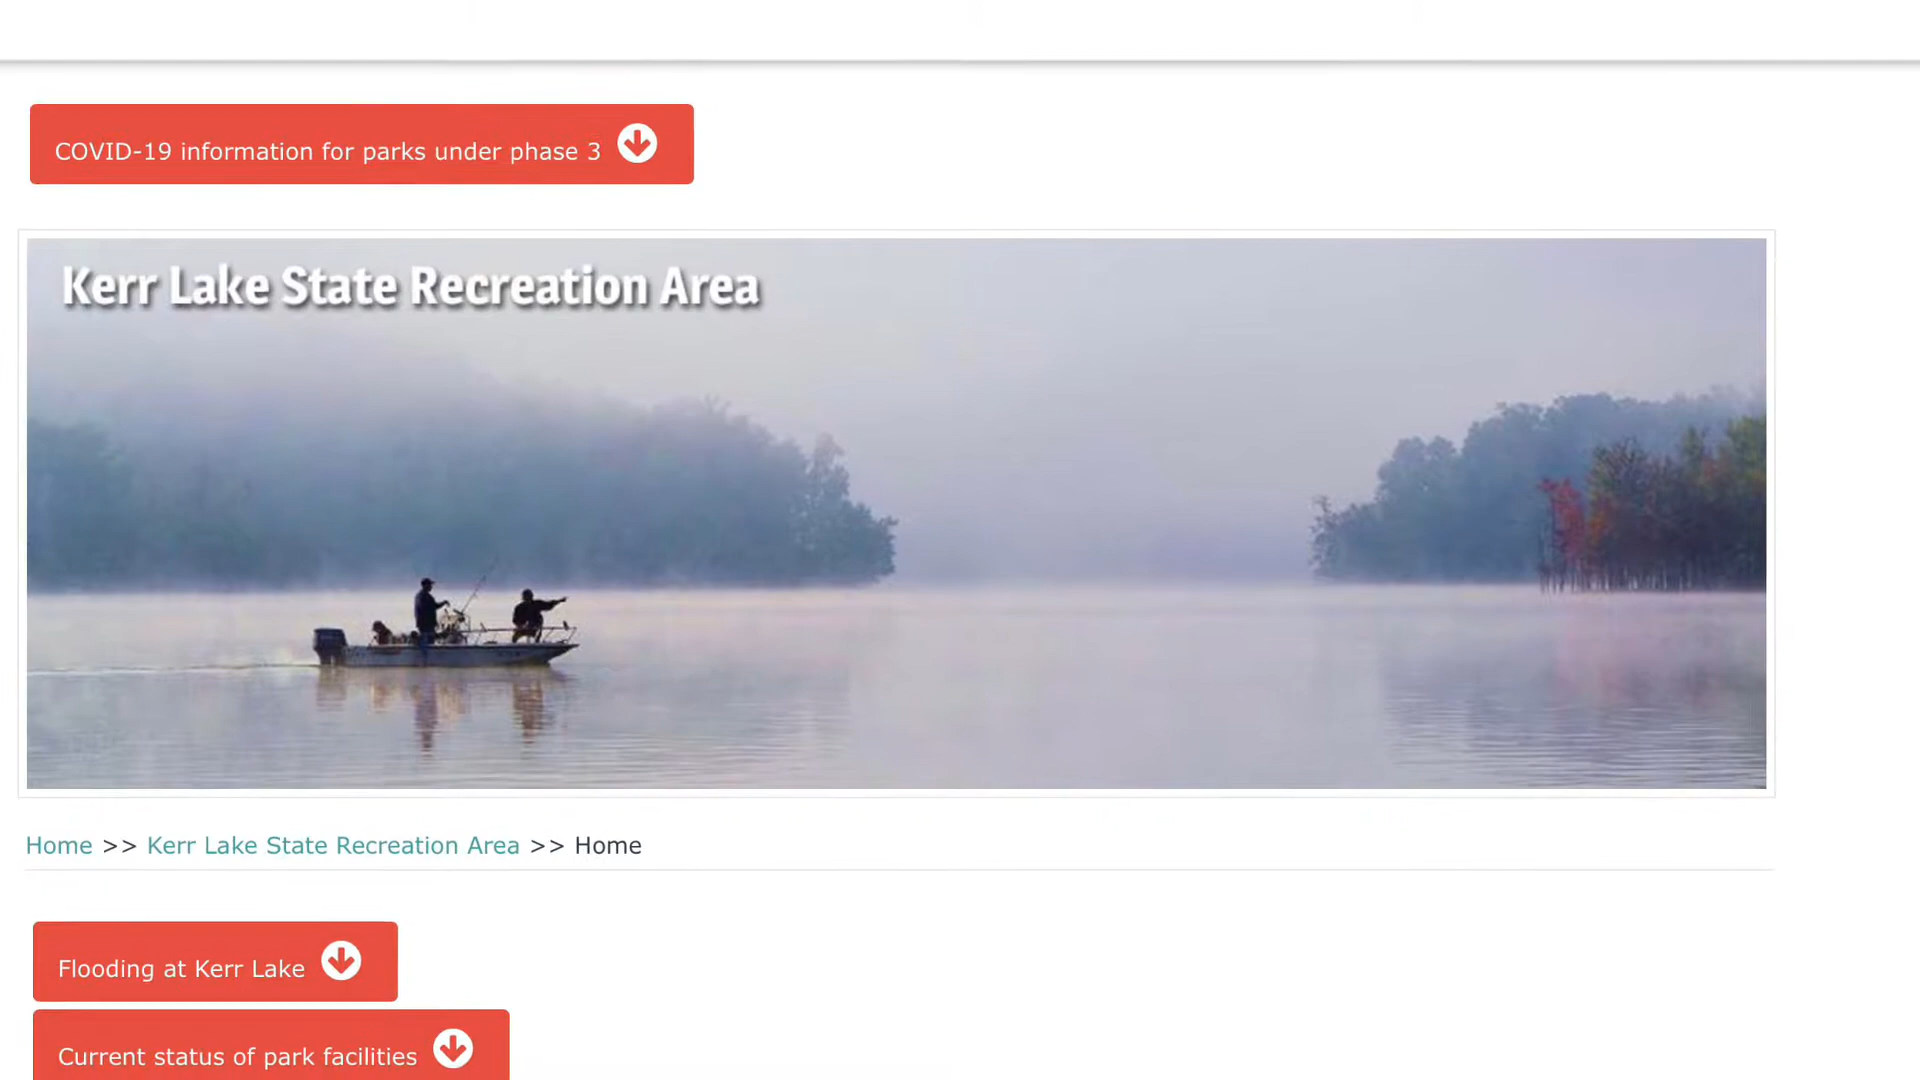 COVID-19 information for parks under phase 3
Kerr Lake State Recreation Area
Home >> Kerr Lake State Recreation Area >> Home
Flooding at Kerr Lake
Current status of park facilities